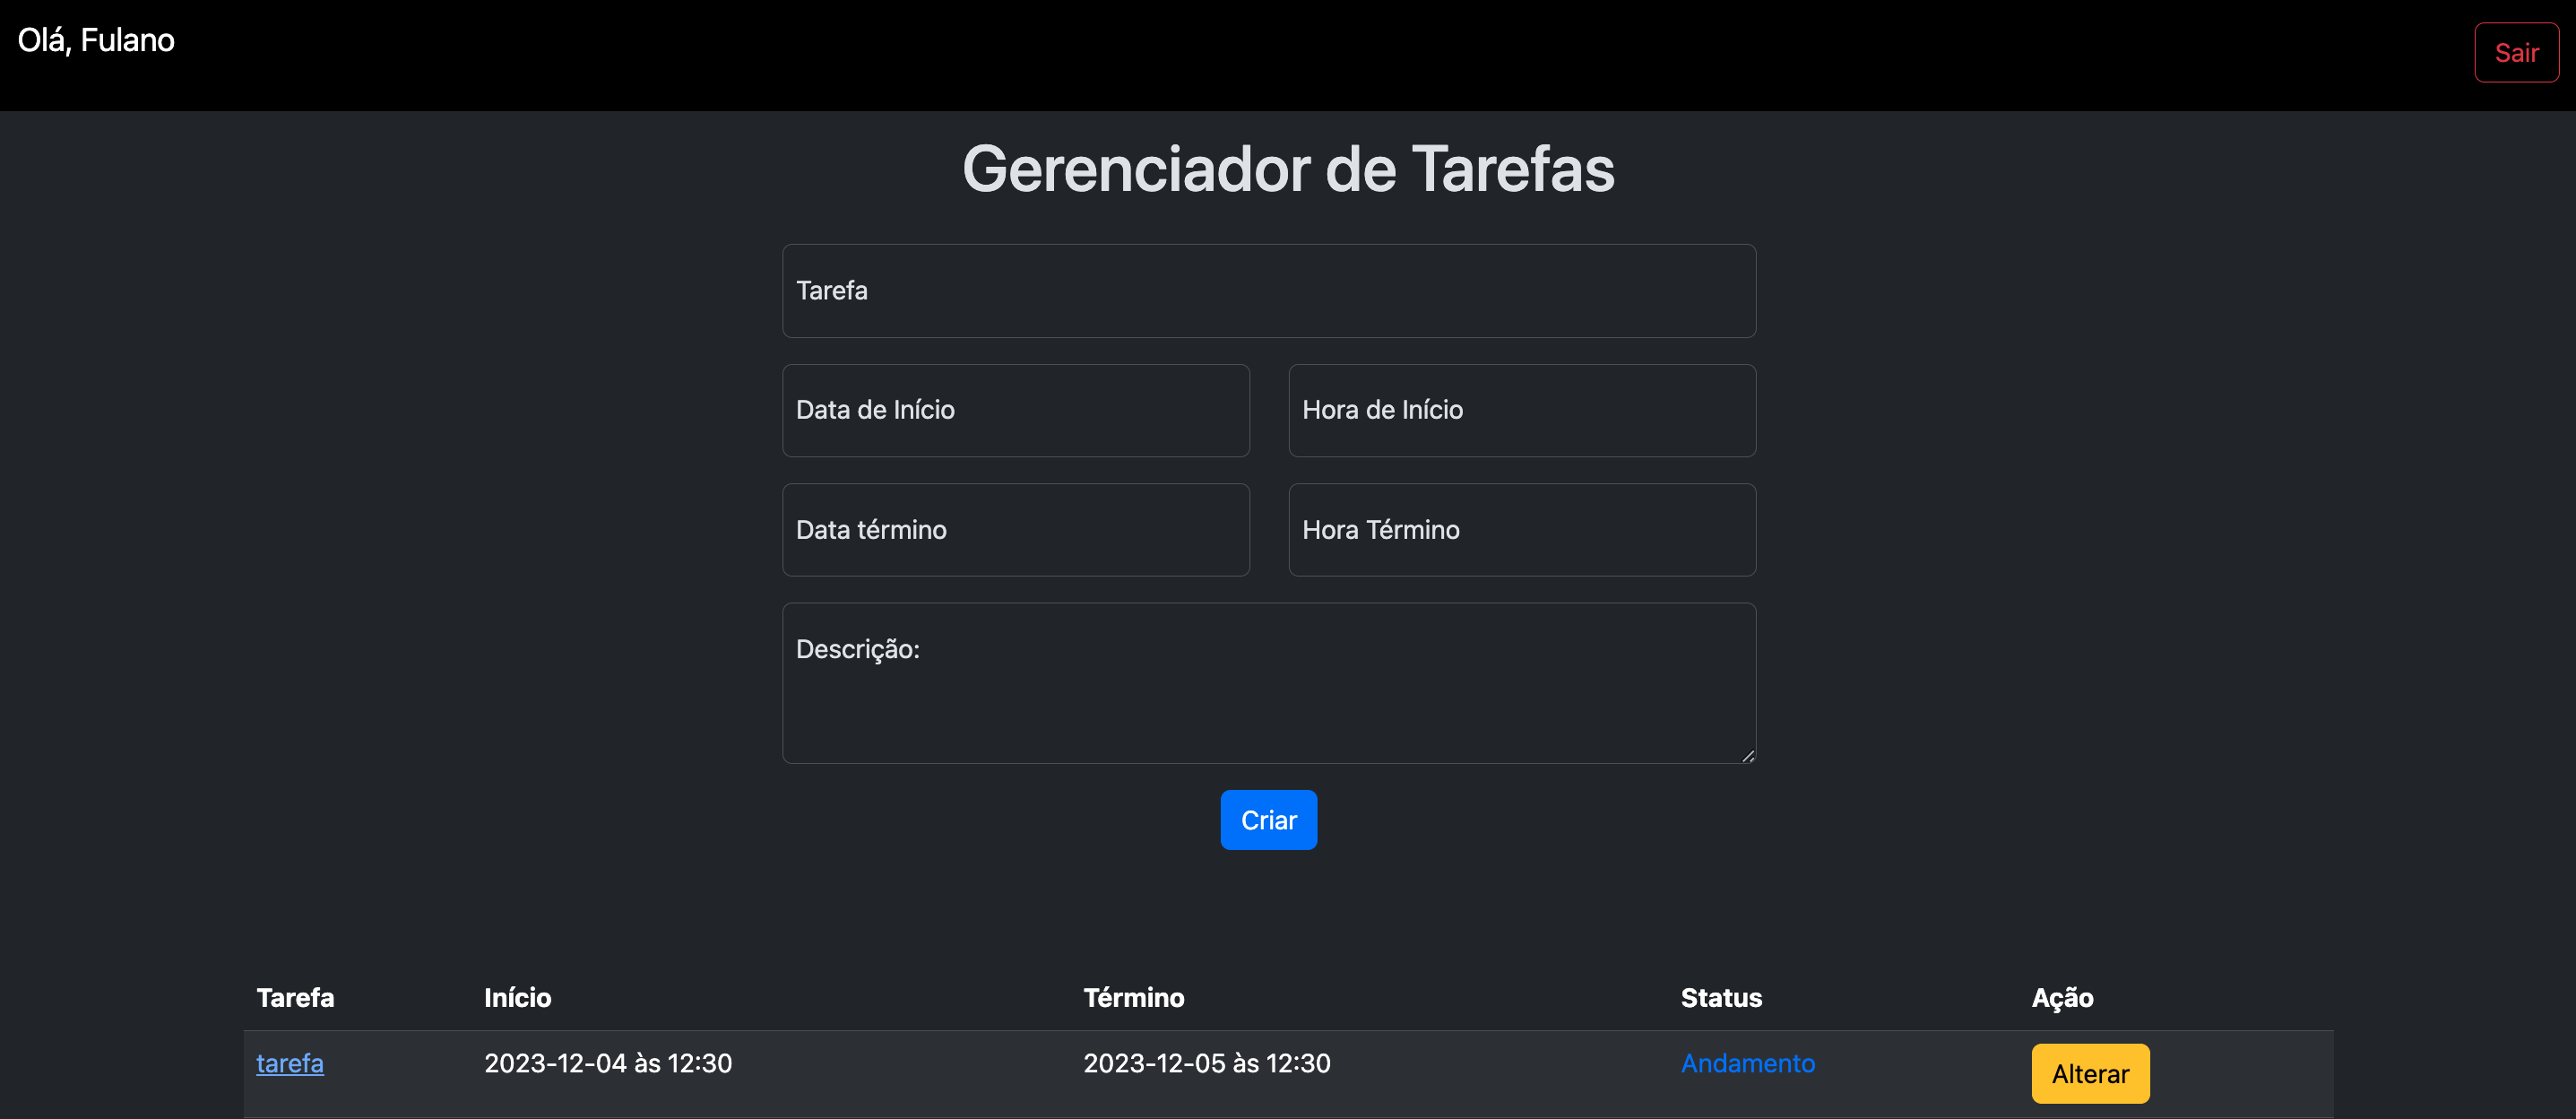 Olá, Fulano
Sair
Gerenciador de Tarefas
Tarefa
Data de Início
Hora de Início
Data término
Hora Término
Descrição:
Criar
Tarefa Início Término Status Ação
tarefa 2023-12-04 às 12:30 2023-12-05 às 12:30 Andamento Alterar